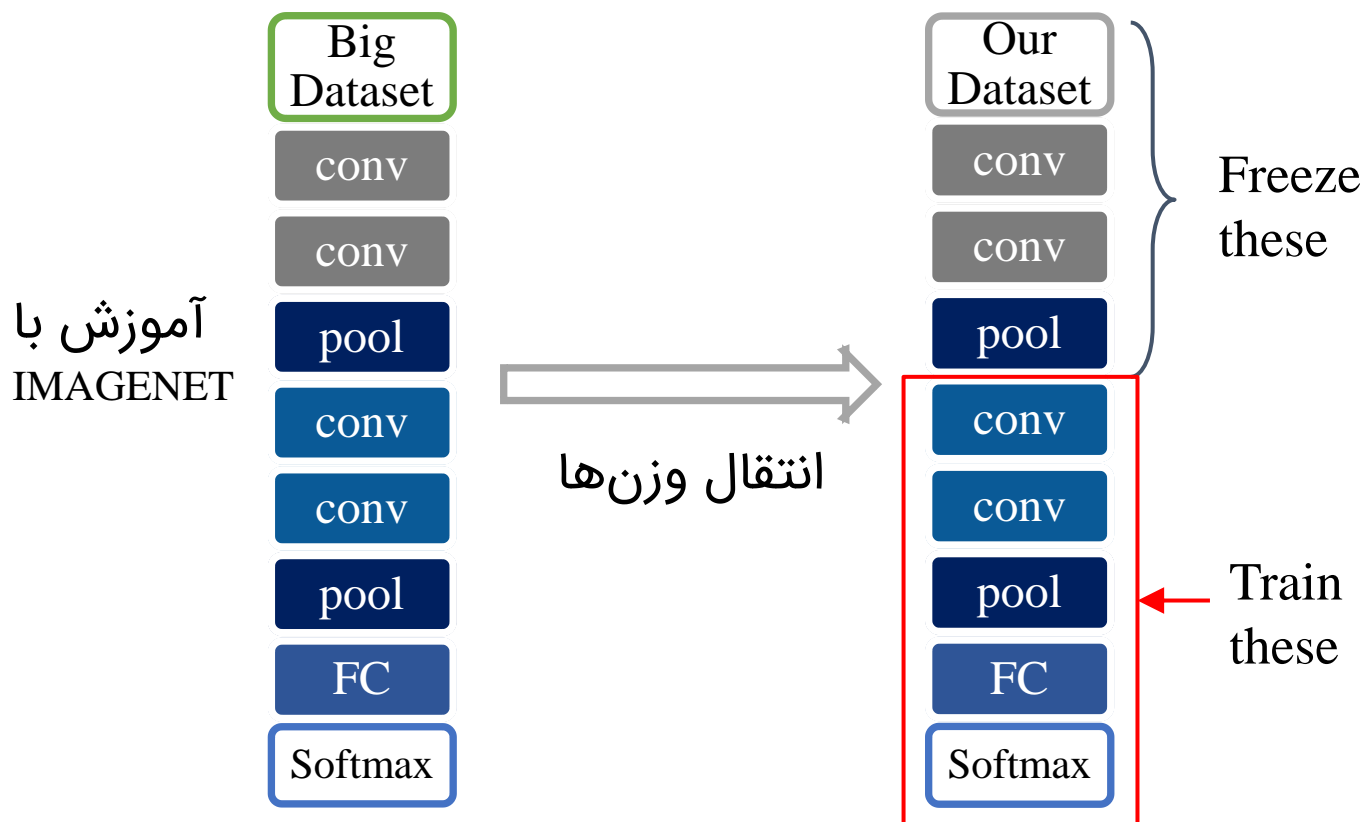 Big
Dataset
conv
conv
pool
conv
conv
pool
FC
Softmax
آموزش با
IMAGENET
انتقال وزن‌ها
Our
Dataset
conv
conv
pool
conv
conv
pool
FC
Softmax
Freeze
these
Train
these